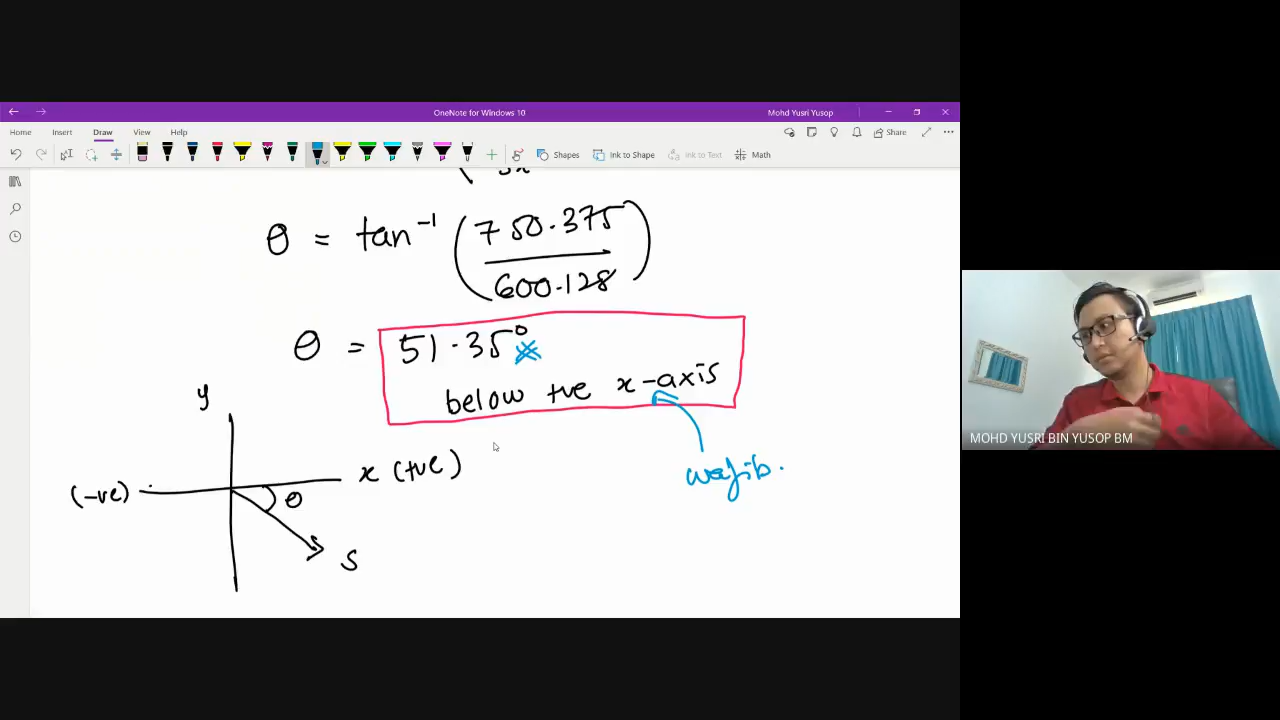 OneNote for Windows 10
Mohd Yusri Yusop
Home Insert Draw View Help
Share
Shapes Ink to Shape Ink to Text Math
θ = tan⁻¹ (750.375 / 600.128)
θ = 51.35°
below +ve x-axis
wajib.
y
x (+ve)
(-ve)
θ
s
MOHD YUSRI BIN YUSOP BM